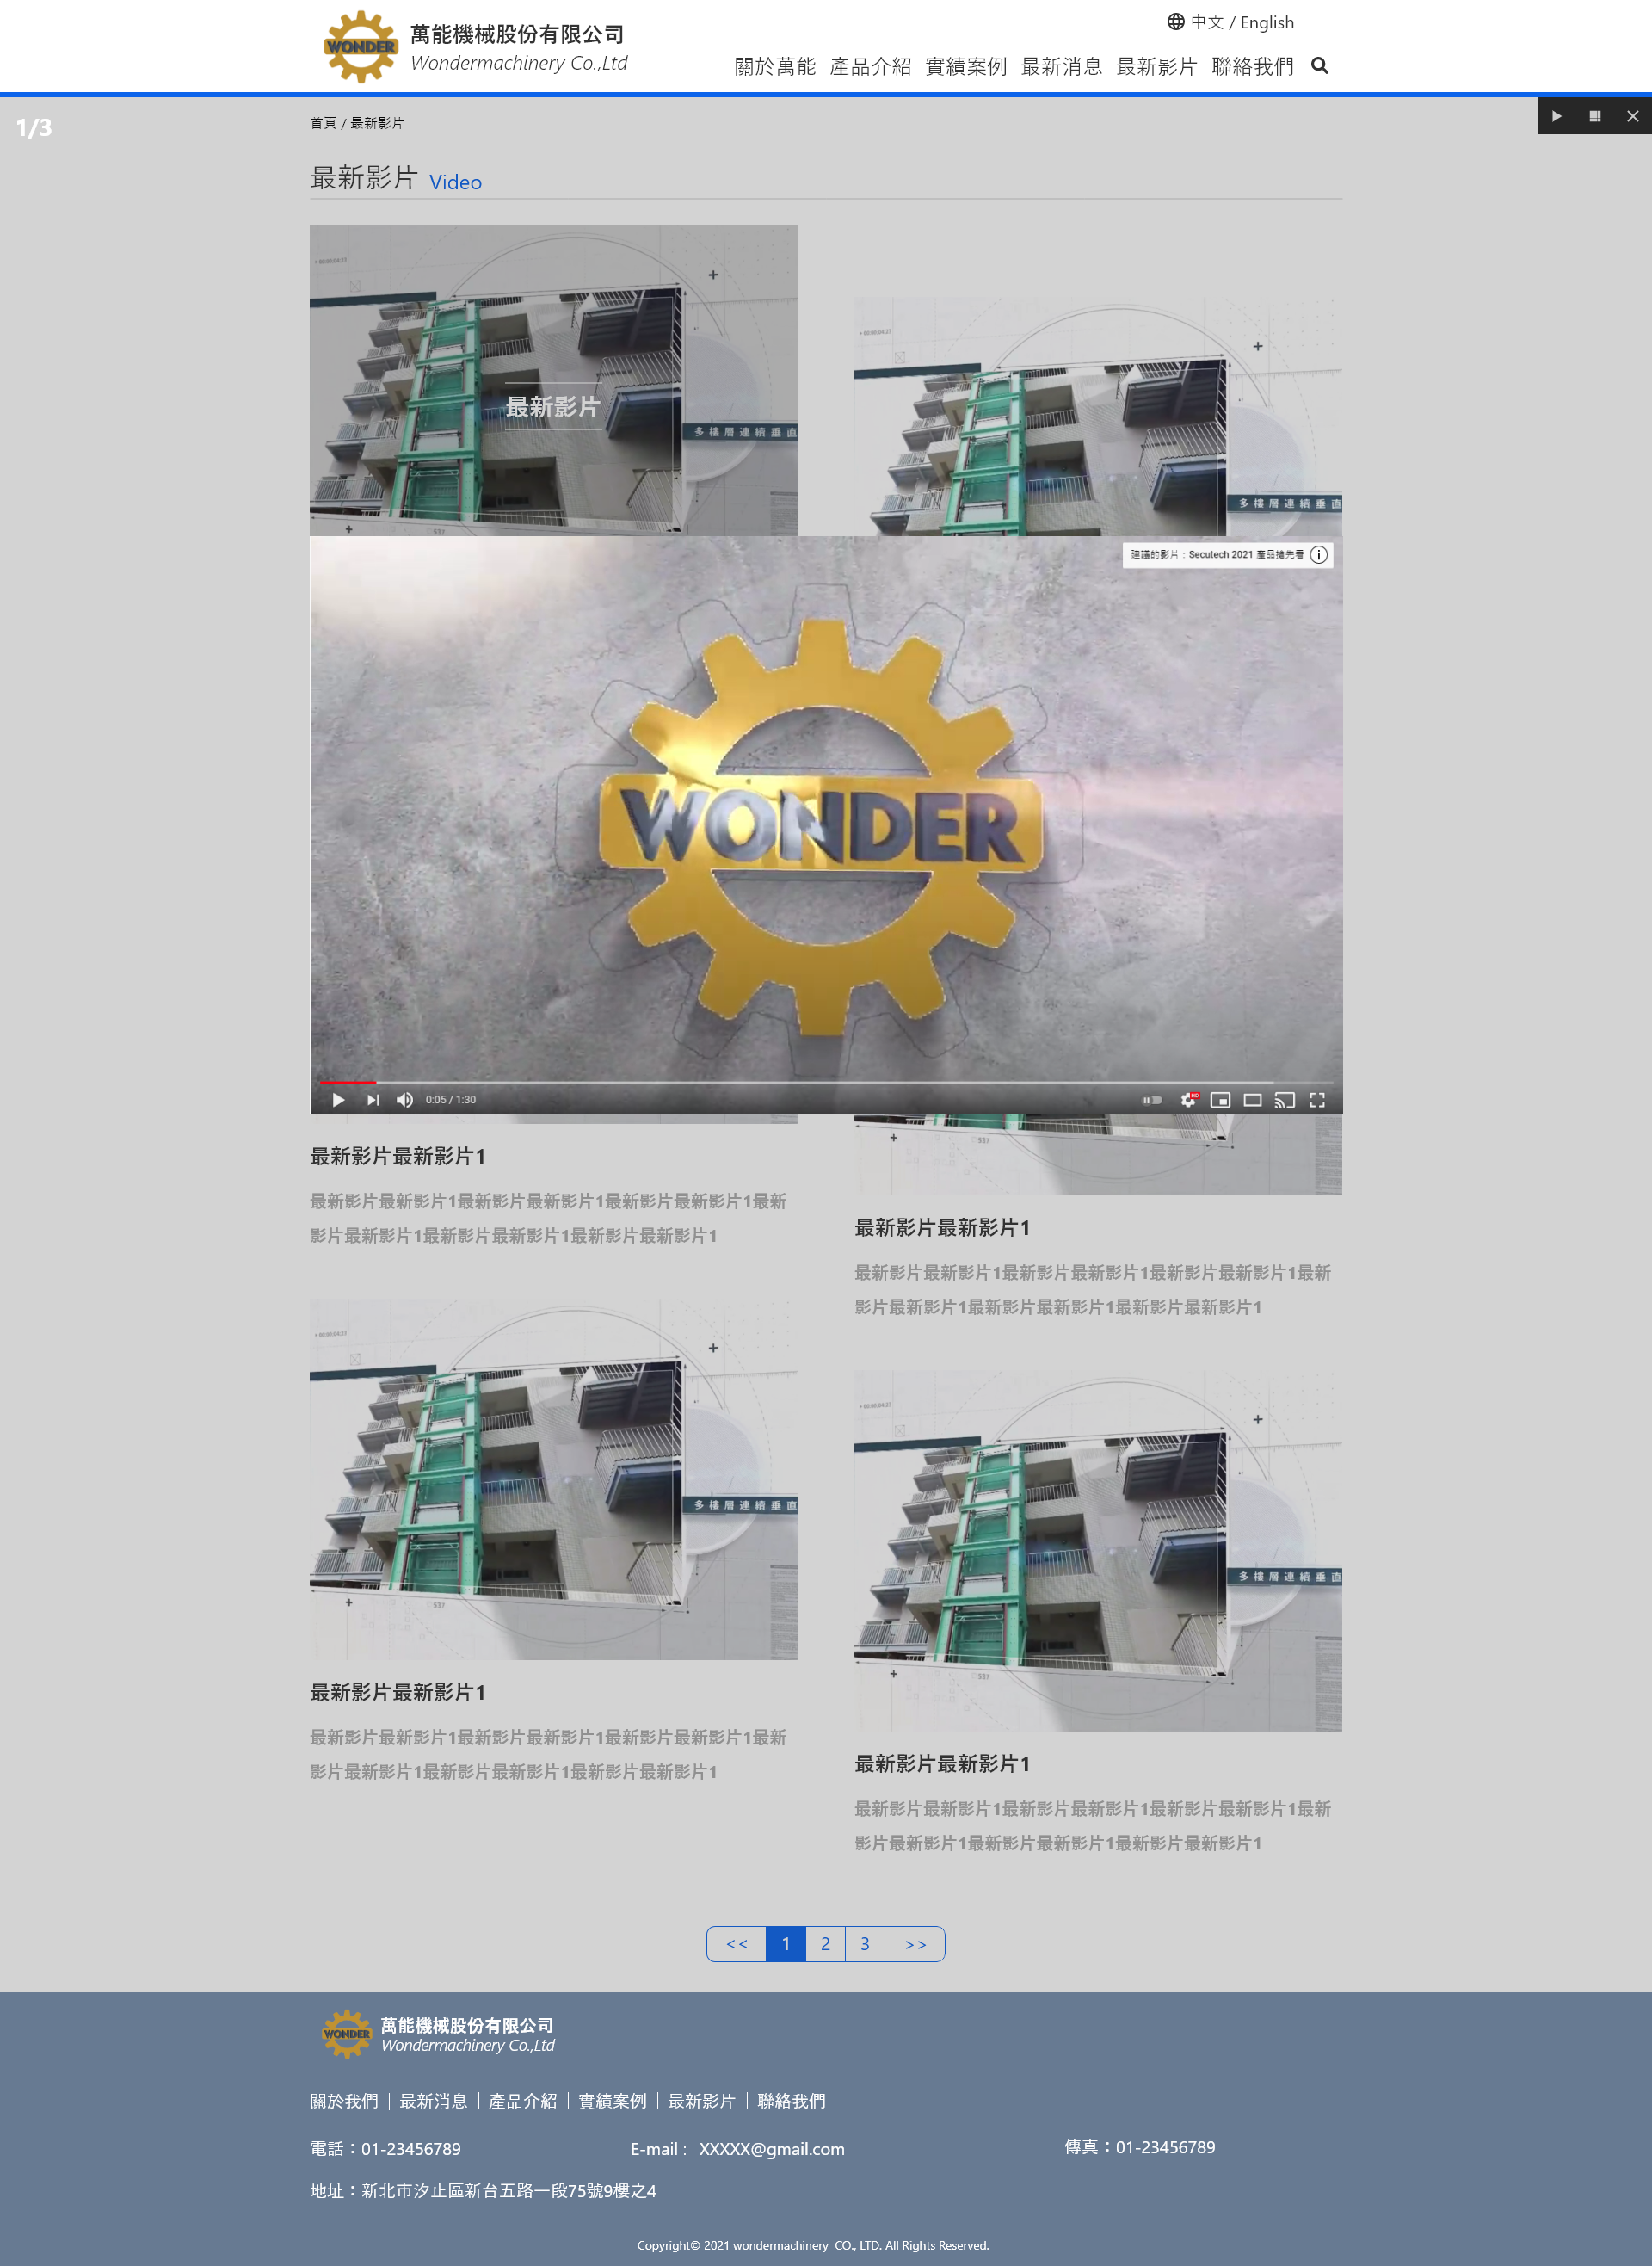 WONDER
萬能機械股份有限公司
Wondermachinery Co.,Ltd
中文 / English
關於萬能 產品介紹 實績案例 最新消息 最新影片 聯絡我們
1/3
首頁 / 最新影片
最新影片 Video
最新影片
多樓層連續垂直
多樓層連續垂直
建議的影片：Secutech 2021 產品搶先看
WONDER
0:05 / 1:30
HD
最新影片最新影片1
最新影片最新影片1最新影片最新影片1最新影片最新影片1最新
影片最新影片1最新影片最新影片1最新影片最新影片1
最新影片最新影片1
最新影片最新影片1最新影片最新影片1最新影片最新影片1最新
影片最新影片1最新影片最新影片1最新影片最新影片1
多樓層連續垂直
最新影片最新影片1
最新影片最新影片1最新影片最新影片1最新影片最新影片1最新
影片最新影片1最新影片最新影片1最新影片最新影片1
多樓層連續垂直
最新影片最新影片1
最新影片最新影片1最新影片最新影片1最新影片最新影片1最新
影片最新影片1最新影片最新影片1最新影片最新影片1
<< 1 2 3 >>
WONDER
萬能機械股份有限公司
Wondermachinery Co.,Ltd
關於我們｜最新消息｜產品介紹｜實績案例｜最新影片｜聯絡我們
電話：01-23456789
E-mail : XXXXX@gmail.com
傳真：01-23456789
地址：新北市汐止區新台五路一段75號9樓之4
Copyright© 2021 wondermachinery CO., LTD. All Rights Reserved.